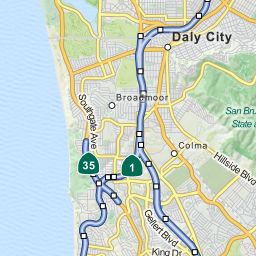 Daly City
Broadmoor
Southgate Ave
San Bru
State
35
1
Colma
Hillside Blvd
Gellert Blvd
King Dr